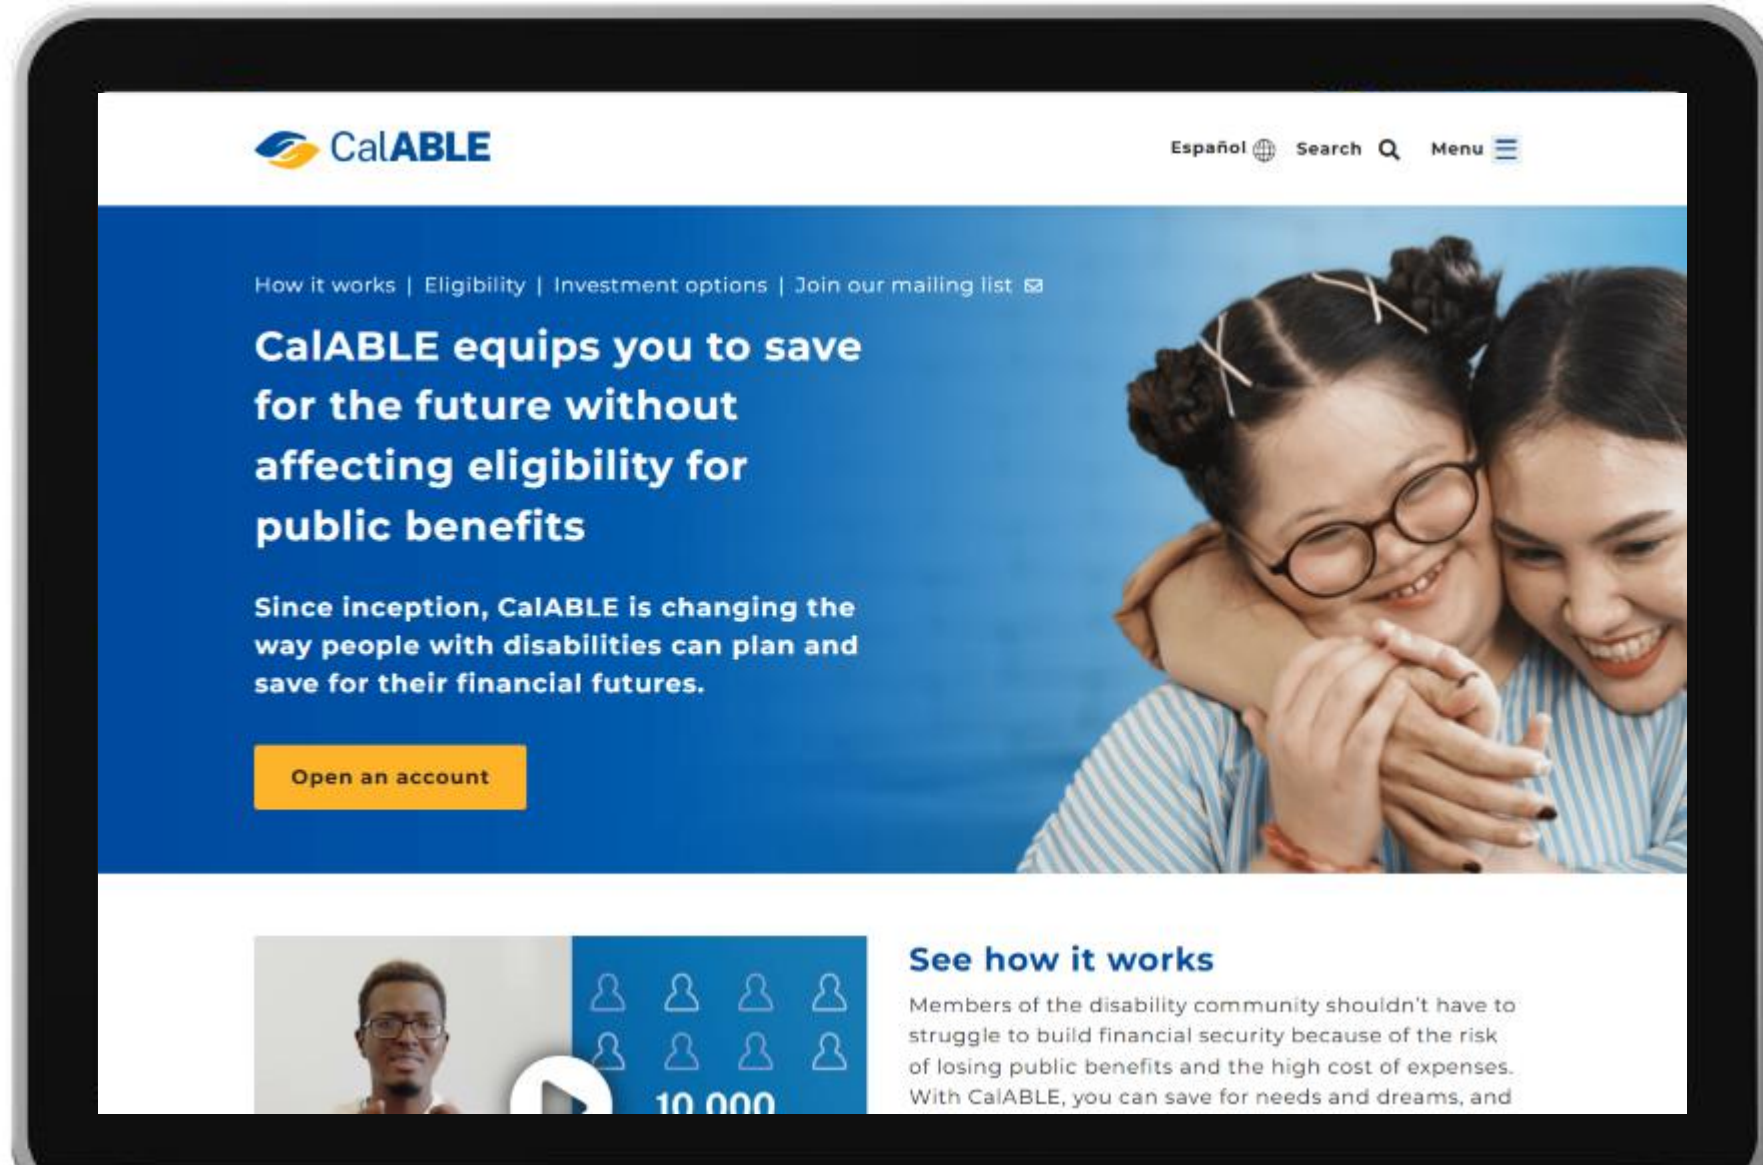 CalABLE
Español Search Menu
How it works | Eligibility | Investment options | Join our mailing list
CalABLE equips you to save
for the future without
affecting eligibility for
public benefits
Since inception, CalABLE is changing the
way people with disabilities can plan and
save for their financial futures.
Open an account
10,000
See how it works
Members of the disability community shouldn't have to
struggle to build financial security because of the risk
of losing public benefits and the high cost of expenses.
With CalABLE, you can save for needs and dreams, and